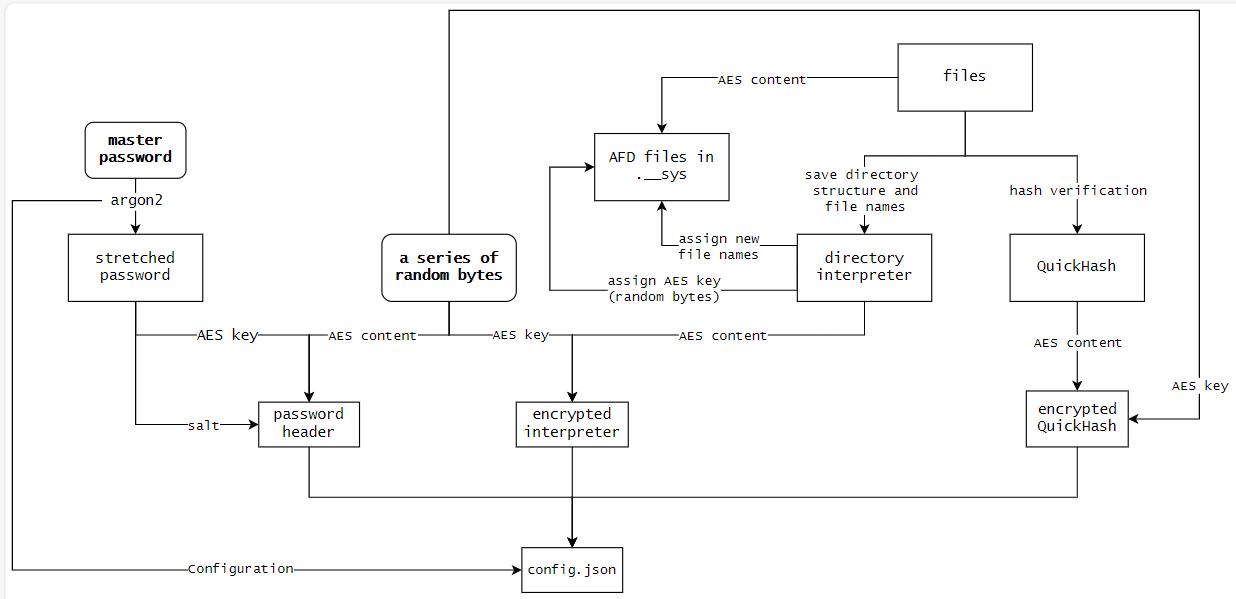 files
AES content
master
password
AFD files in
.__sys
save directory
structure and
file names
hash verification
argon2
assign new
file names
stretched
password
a series of
random bytes
directory
interpreter
QuickHash
assign AES key
(random bytes)
AES key
AES content
AES key
AES content
AES content
AES key
password
header
encrypted
interpreter
encrypted
QuickHash
salt
Configuration
config.json